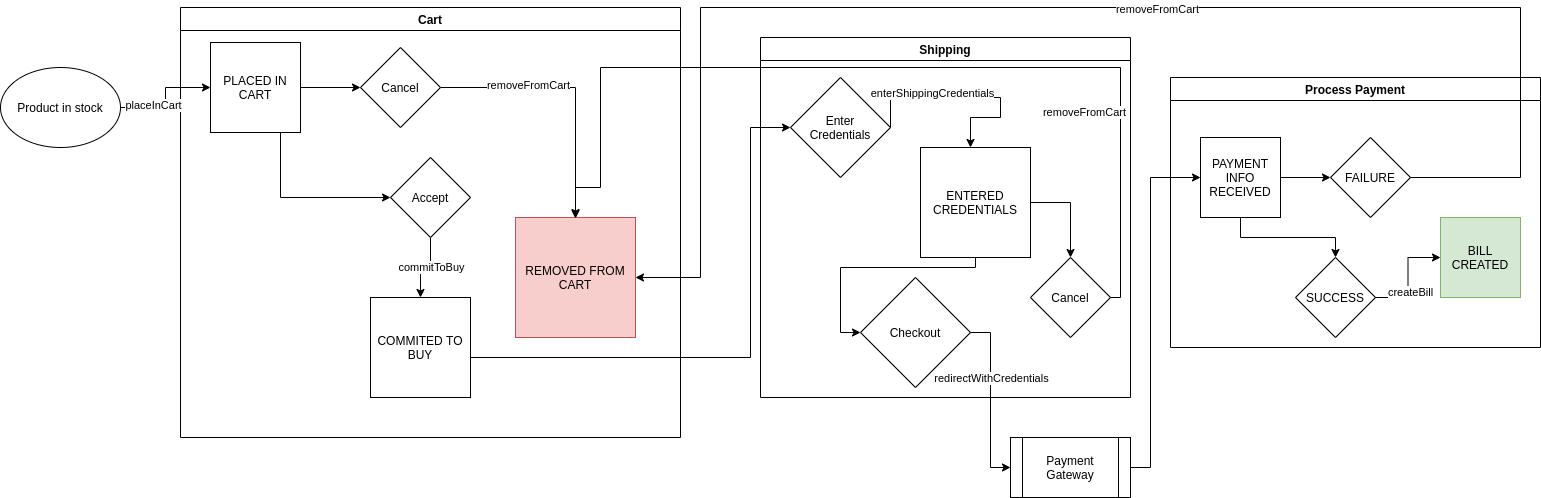 removeFromCart
Cart
Shipping
Process Payment
Product in stock
placeInCart
PLACED IN
CART
Cancel
removeFromCart
Accept
commitToBuy
COMMITED TO
BUY
REMOVED FROM
CART
Enter
Credentials
enterShippingCredentials
removeFromCart
ENTERED
CREDENTIALS
Cancel
Checkout
redirectWithCredentials
Payment
Gateway
PAYMENT
INFO
RECEIVED
FAILURE
SUCCESS
createBill
BILL
CREATED